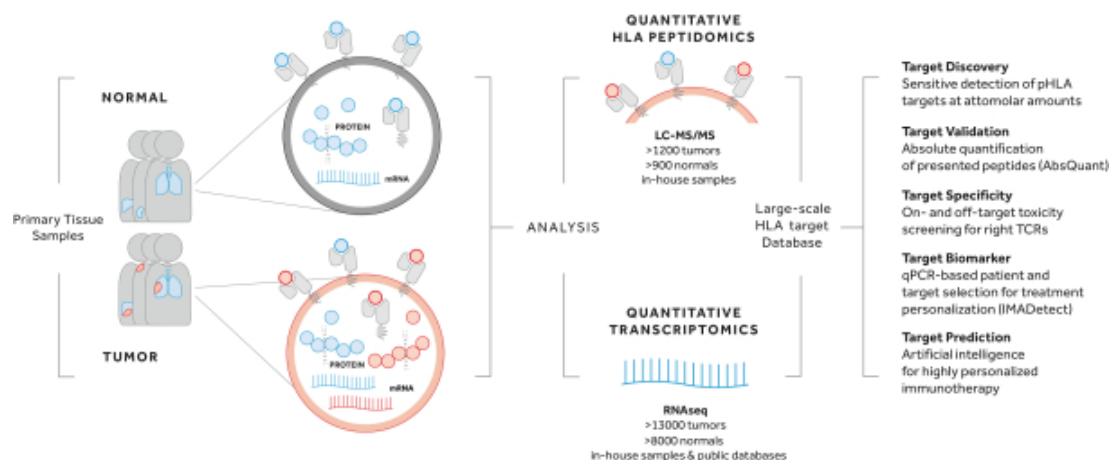 Primary Tissue
Samples
NORMAL
TUMOR
PROTEIN
mRNA
PROTEIN
mRNA
ANALYSIS
QUANTITATIVE
HLA PEPTIDOMICS
LC-MS/MS
>1200 tumors
>900 normals
in-house samples
QUANTITATIVE
TRANSCRIPTOMICS
RNAseq
>13000 tumors
>8000 normals
in-house samples & public databases
Large-scale
HLA target
Database
Target Discovery
Sensitive detection of pHLA
targets at attomolar amounts
Target Validation
Absolute quantification
of presented peptides (AbsQuant)
Target Specificity
On- and off-target toxicity
screening for right TCRs
Target Biomarker
qPCR-based patient and
target selection for treatment
personalization (IMADetect)
Target Prediction
Artificial intelligence
for highly personalized
immunotherapy